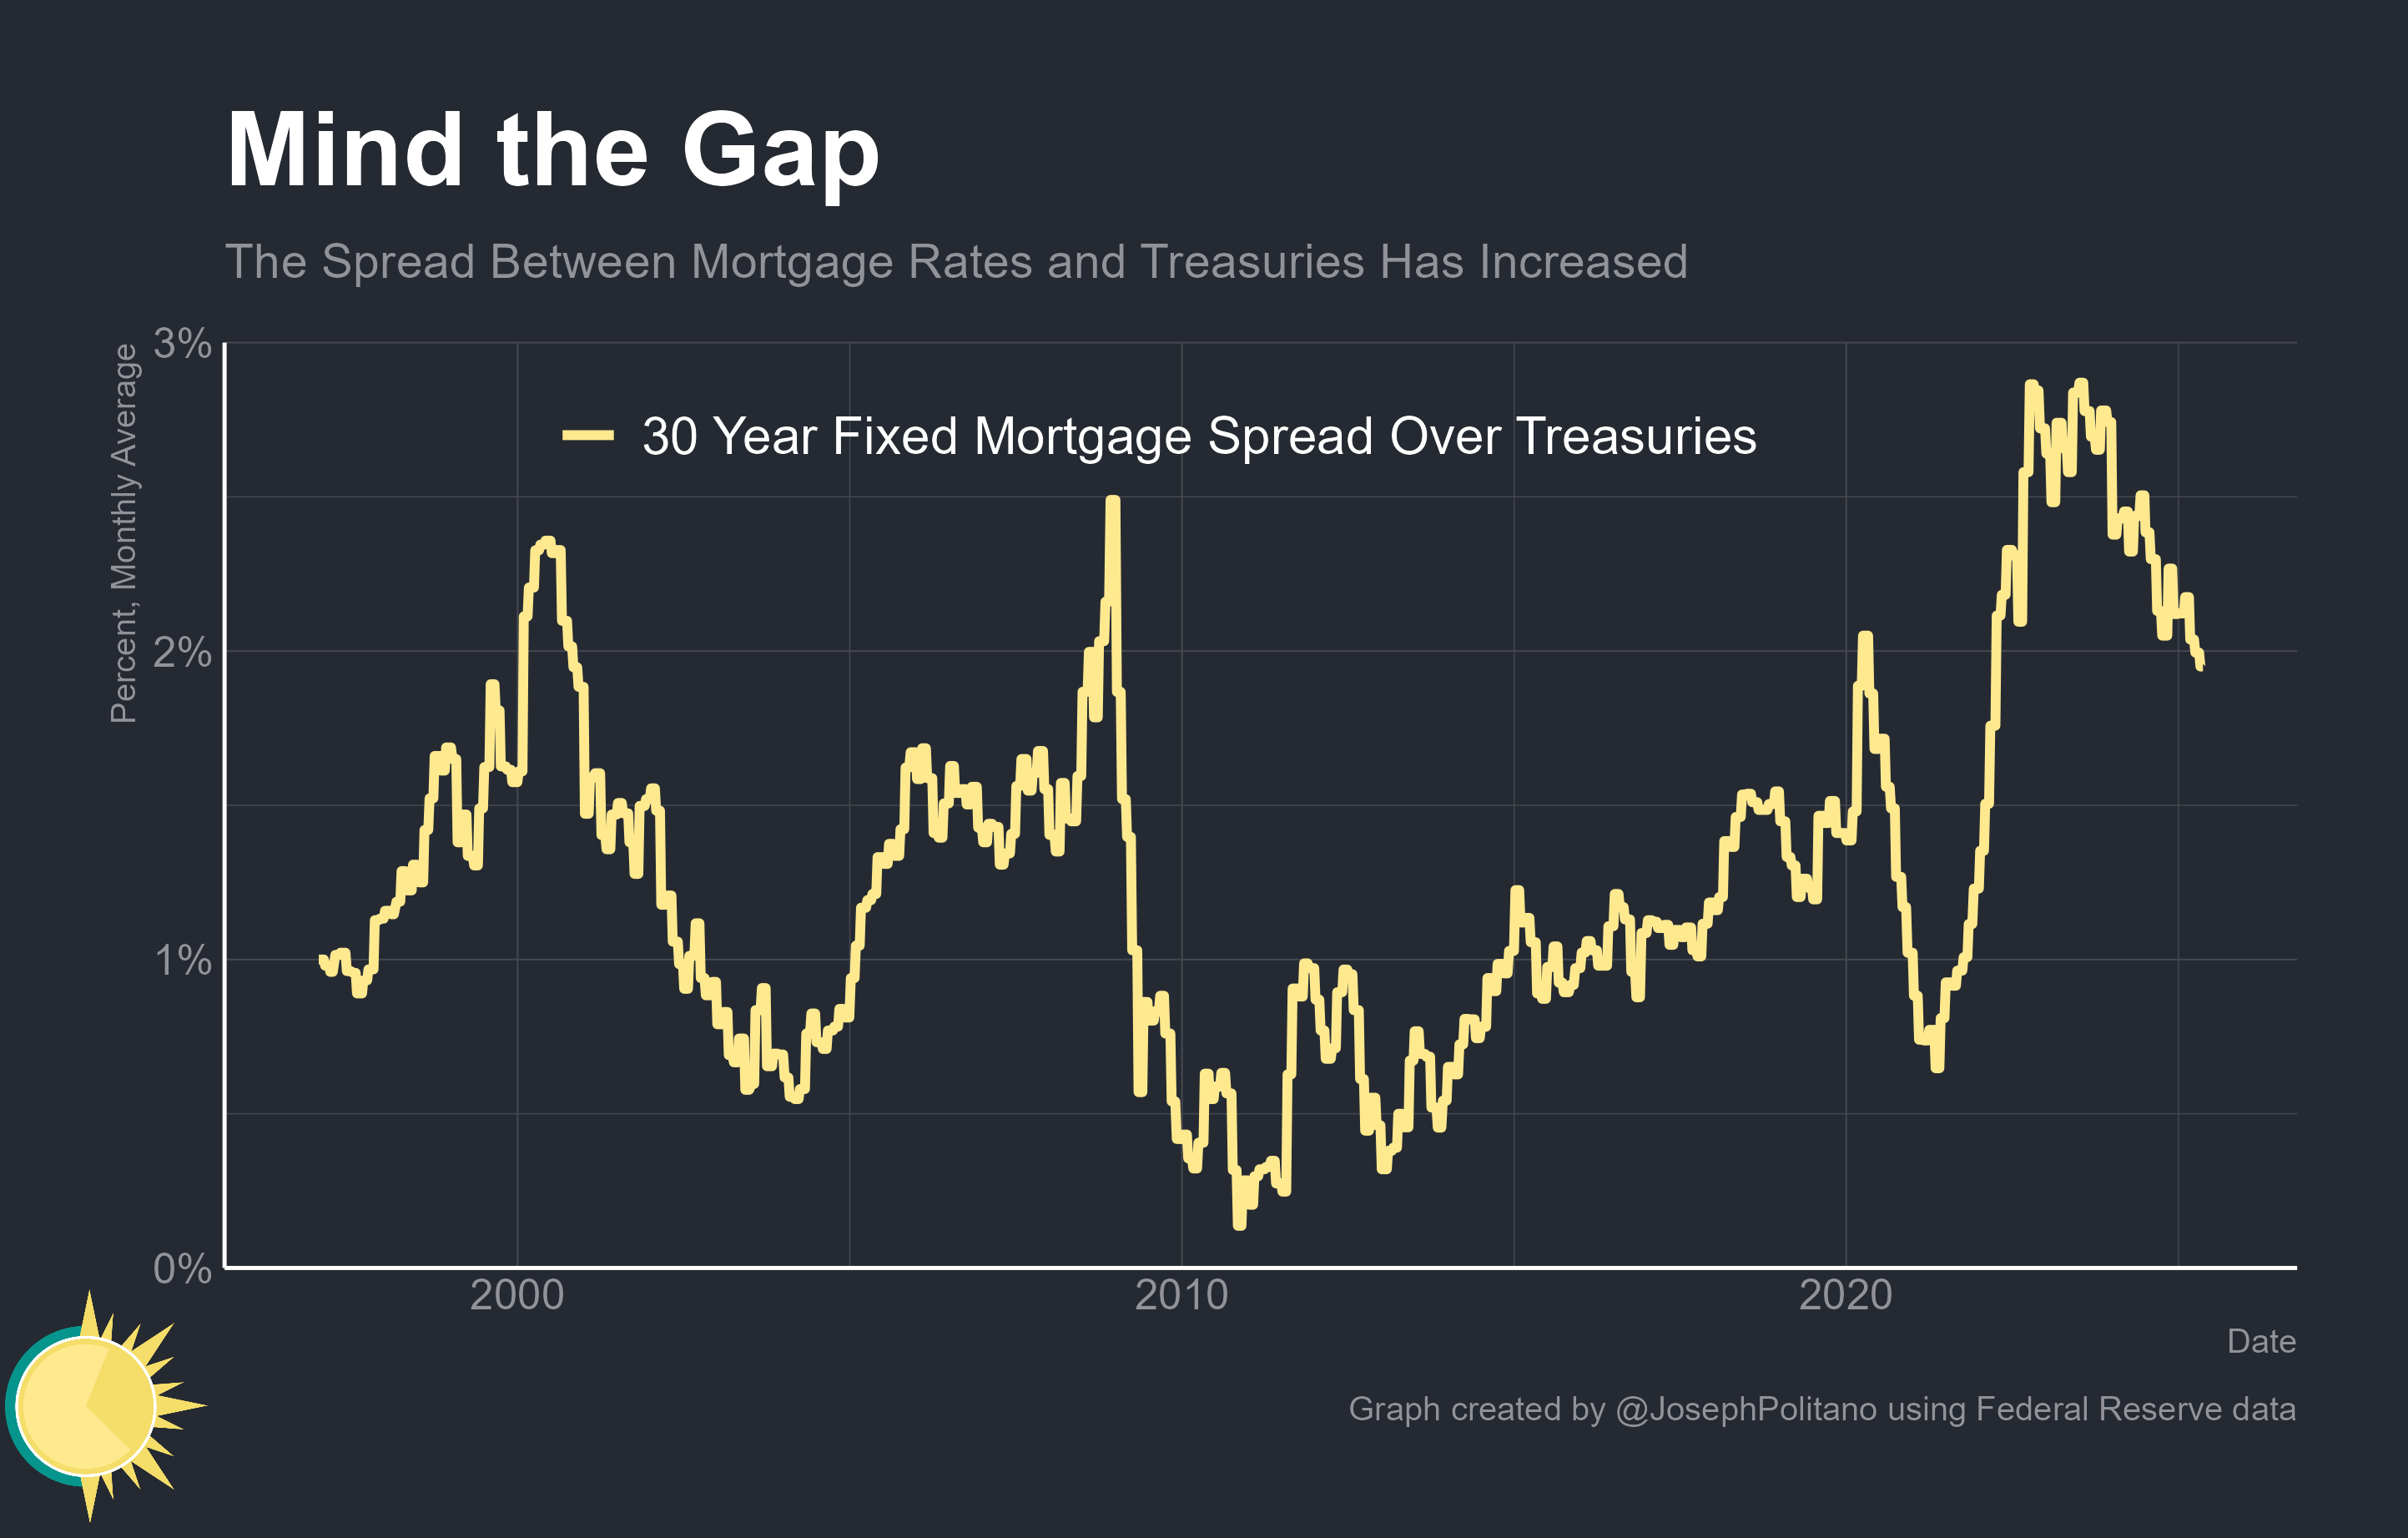 Mind the Gap
The Spread Between Mortgage Rates and Treasuries Has Increased
Percent, Monthly Average
3%
2%
1%
0%
30 Year Fixed Mortgage Spread Over Treasuries
2000
2010
2020
Date
Graph created by @JosephPolitano using Federal Reserve data